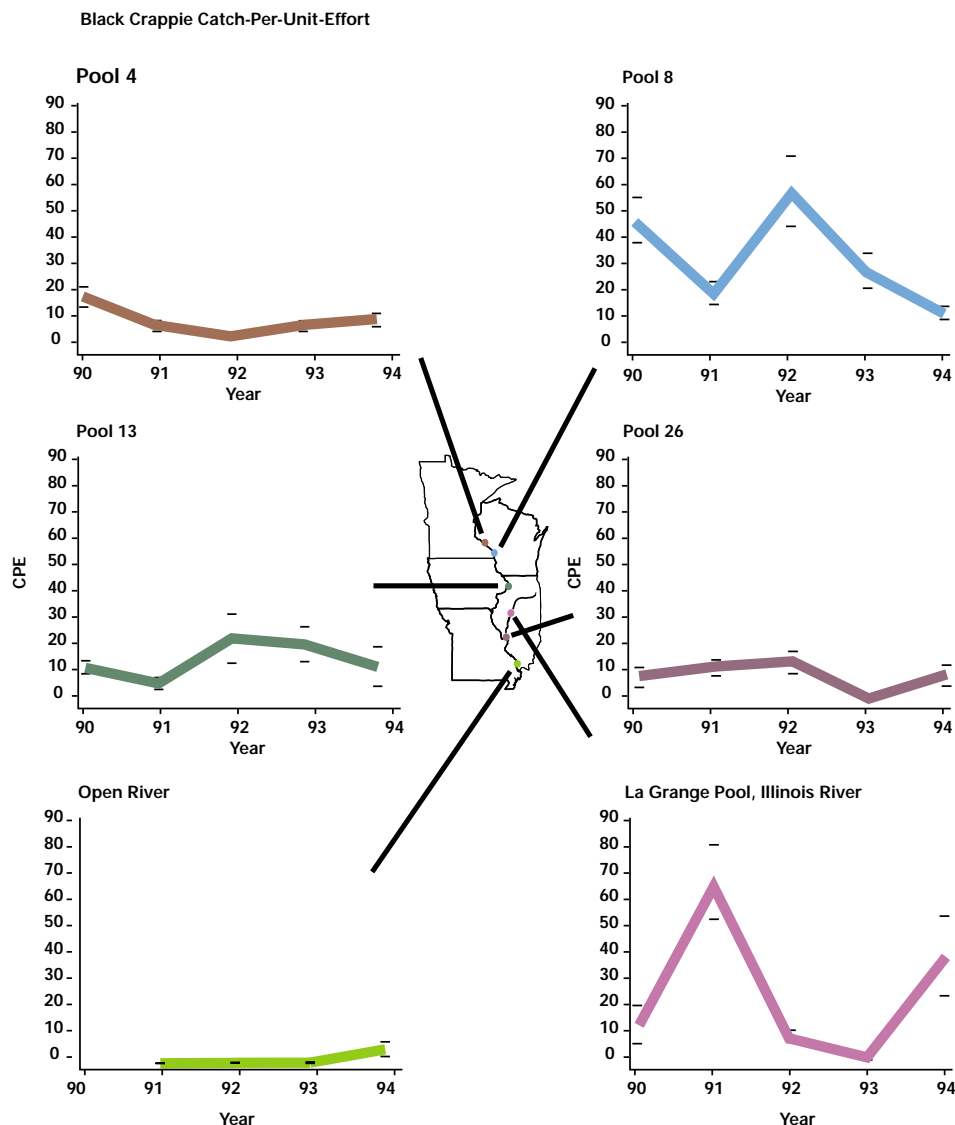 Black Crappie Catch-Per-Unit-Effort
Pool 4
90
80
70
60
50
40
30
20
10
0
90 91 92 93 94
Year
Pool 8
90
80
70
60
50
40
30
20
10
0
90 91 92 93 94
Year
Pool 13
CPE
90
80
70
60
50
40
30
20
10
0
90 91 92 93 94
Year
Pool 26
CPE
90
80
70
60
50
40
30
20
10
0
90 91 92 93 94
Year
Open River
90
80
70
60
50
40
30
20
10
0
90 91 92 93 94
Year
La Grange Pool, Illinois River
90
80
70
60
50
40
30
20
10
0
90 91 92 93 94
Year